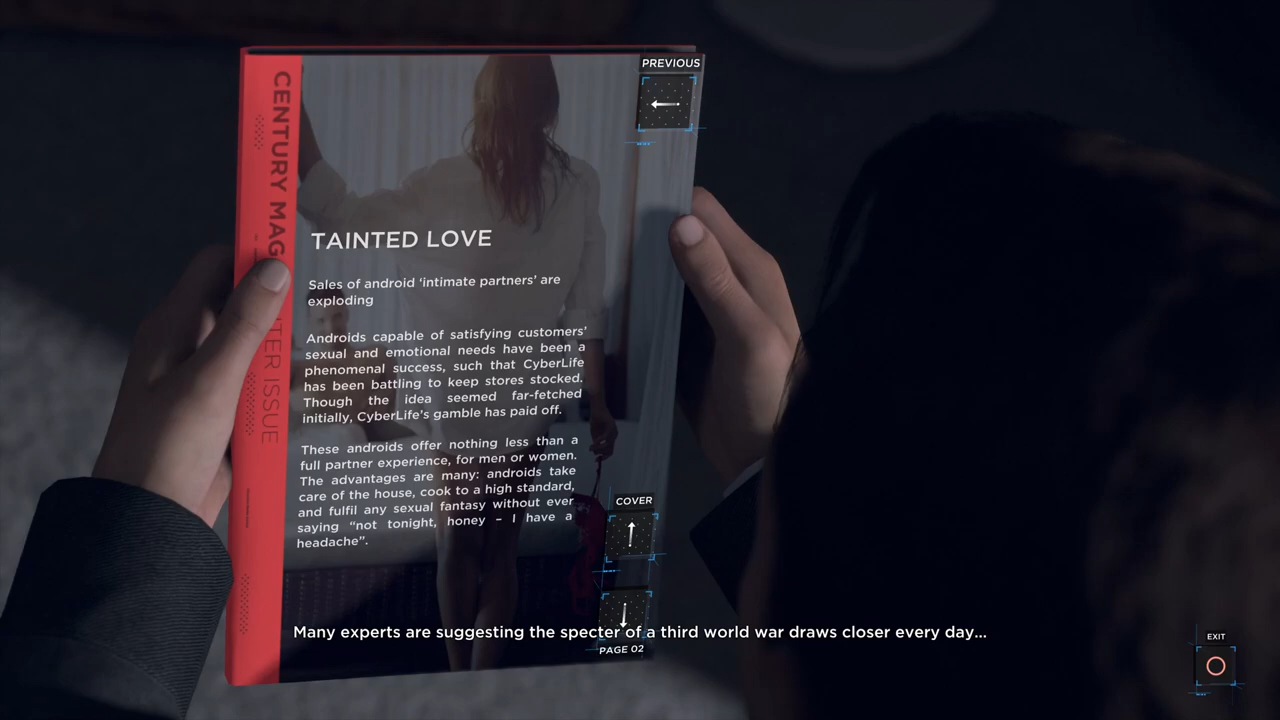 PREVIOUS
CENTURY MAG
TER ISSUE
TAINTED LOVE
Sales of android ‘intimate partners’ are
exploding
Androids capable of satisfying customers’
sexual and emotional needs have been a
phenomenal success, such that CyberLife
has been battling to keep stores stocked.
Though the idea seemed far-fetched
initially, CyberLife’s gamble has paid off.
These androids offer nothing less than a
full partner experience, for men or women.
The advantages are many: androids take
care of the house, cook to a high standard,
and fulfil any sexual fantasy without ever
saying “not tonight, honey – I have a
headache”.
COVER
Many experts are suggesting the specter of a third world war draws closer every day...
PAGE 02
EXIT